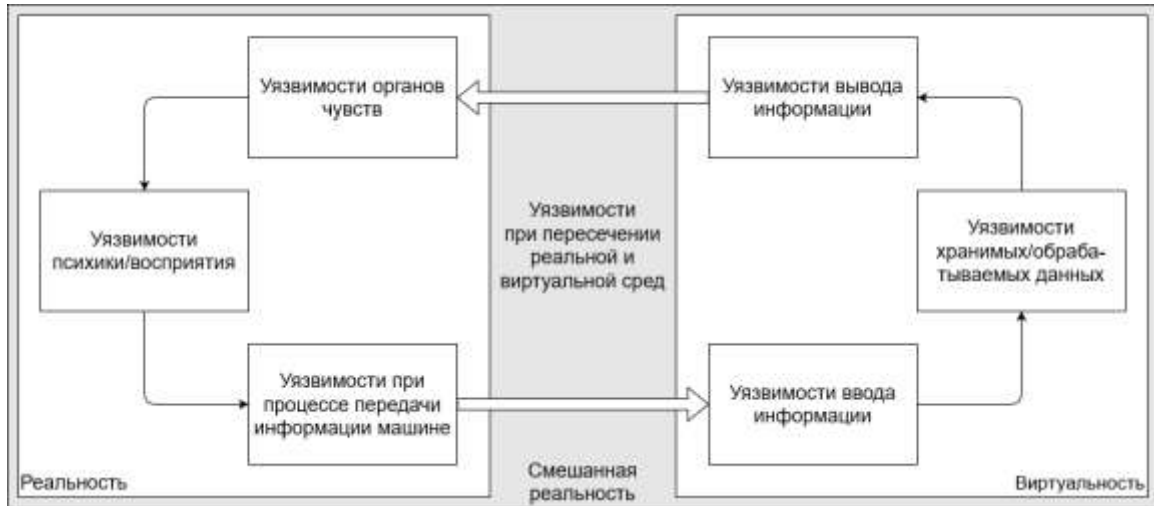 Уязвимости органов
чувств
Уязвимости вывода
информации
Уязвимости
психики/восприятия
Уязвимости
при пересечении
реальной и
виртуальной сред
Уязвимости
хранимых/обраба-
тываемых данных
Уязвимости при
процессе передачи
информации машине
Уязвимости ввода
информации
Реальность
Смешанная
реальность
Виртуальность